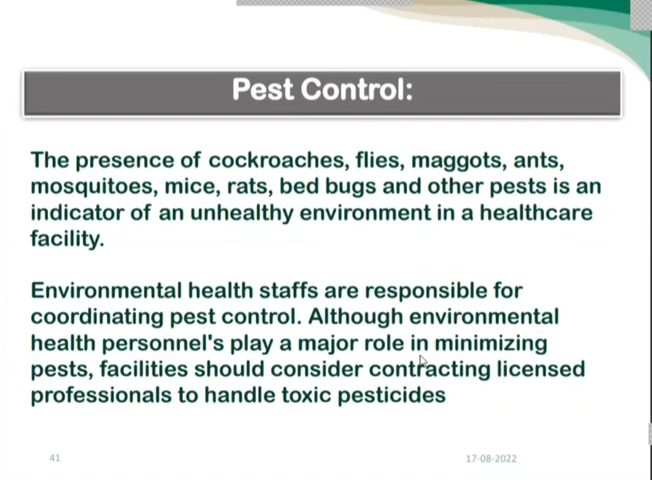 Pest Control:
The presence of cockroaches, flies, maggots, ants,
mosquitoes, mice, rats, bed bugs and other pests is an
indicator of an unhealthy environment in a healthcare
facility.
Environmental health staffs are responsible for
coordinating pest control. Although environmental
health personnel's play a major role in minimizing
pests, facilities should consider contracting licensed
professionals to handle toxic pesticides
41
17-08-2022